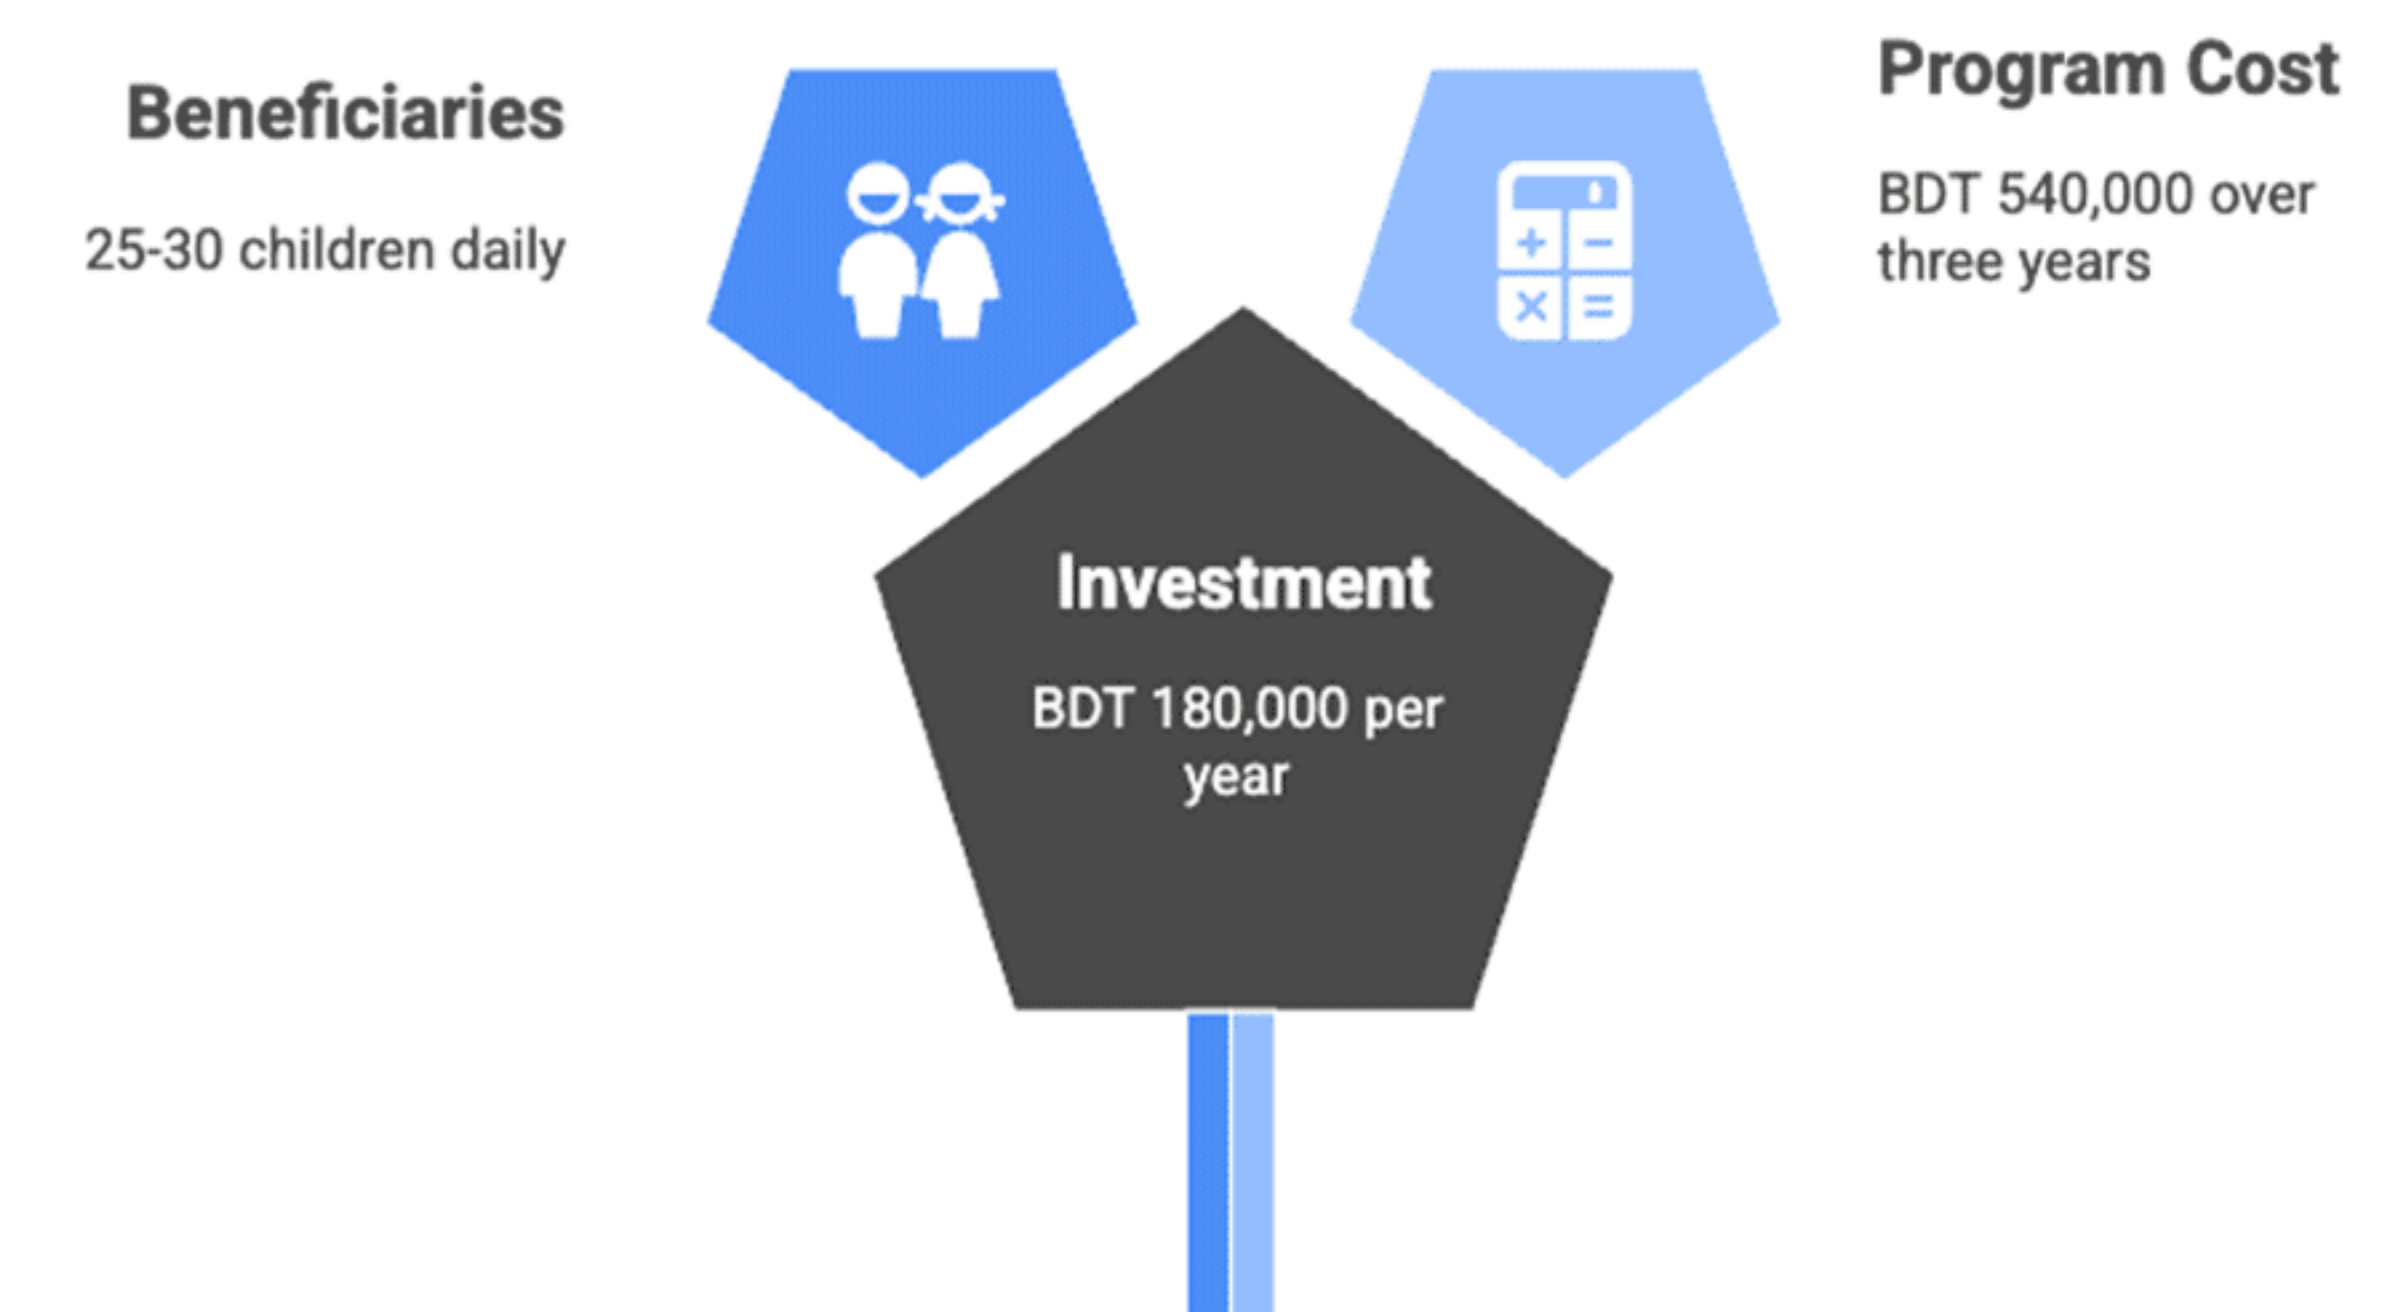 Beneficiaries
25-30 children daily
Program Cost
BDT 540,000 over
three years
Investment
BDT 180,000 per
year